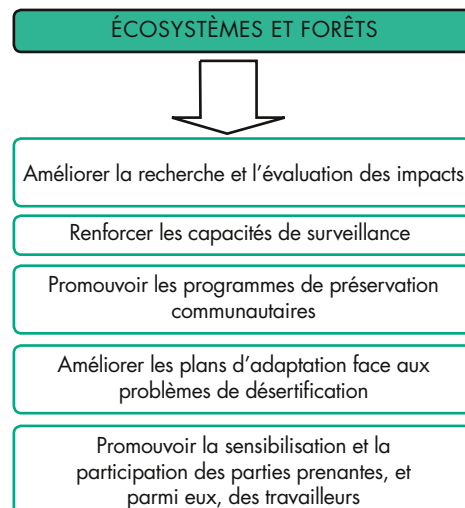 ÉCOSYSTÈMES ET FORÊTS
Améliorer la recherche et l'évaluation des impacts
Renforcer les capacités de surveillance
Promouvoir les programmes de préservation
communautaires
Améliorer les plans d'adaptation face aux
problèmes de désertification
Promouvoir la sensibilisation et la
participation des parties prenantes, et
parmi eux, des travailleurs